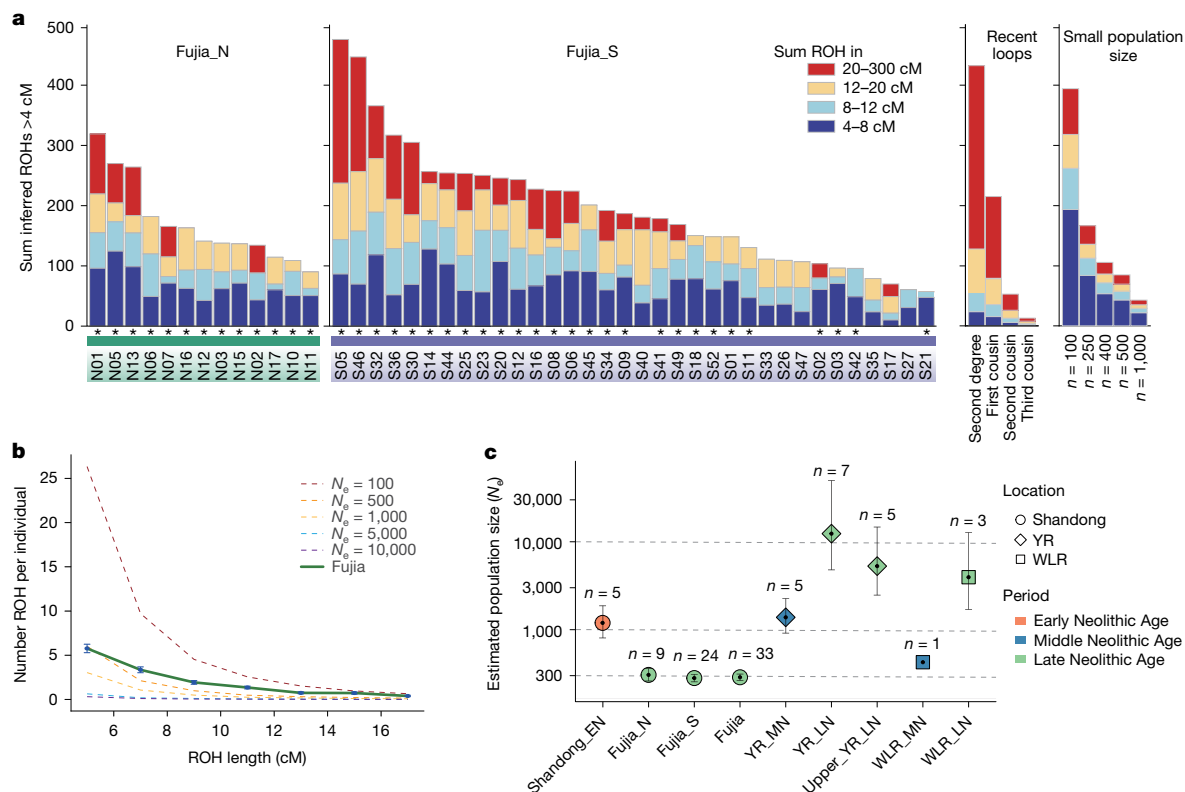 a
500
400
300
200
100
0
Sum inferred ROHs >4 cM
Fujia_N
Fujia_S
Sum ROH in
20–300 cM
12–20 cM
8–12 cM
4–8 cM
Recent
loops
Small population
size
* * * * * * * * * * * * *
N01 N05 N13 N06 N07 N16 N12 N03 N15 N02 N17 N10 N11
* * * * * * * * * * * * * * * * * * * * * * * * * * *
S05 S46 S32 S36 S30 S14 S44 S25 S23 S20 S12 S16 S08 S06 S45 S34 S09 S40 S41 S49 S18 S52 S01 S11 S33 S26 S47 S02 S03 S42 S35 S17 S27 S21
Second degree
First cousin
Second cousin
Third cousin
n = 100
n = 250
n = 400
n = 500
n = 1,000
b
25
20
15
10
5
0
Number ROH per individual
Ne = 100
Ne = 500
Ne = 1,000
Ne = 5,000
Ne = 10,000
Fujia
6 8 10 12 14 16
ROH length (cM)
c
Estimated population size (Ne)
30,000
10,000
3,000
1,000
300
n = 5
n = 9
n = 24
n = 33
n = 5
n = 7
n = 5
n = 1
n = 3
Shandong_EN
Fujia_N
Fujia_S
Fujia
YR_MN
YR_LN
Upper_YR_LN
WLR_MN
WLR_LN
Location
Shandong
YR
WLR
Period
Early Neolithic Age
Middle Neolithic Age
Late Neolithic Age